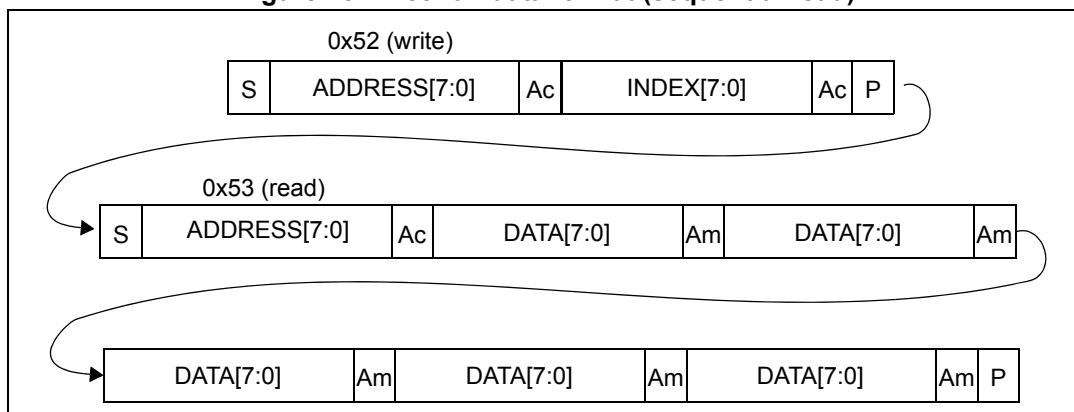 0x52 (write)
S ADDRESS[7:0] Ac INDEX[7:0] Ac P
0x53 (read)
S ADDRESS[7:0] Ac DATA[7:0] Am DATA[7:0] Am
DATA[7:0] Am DATA[7:0] Am DATA[7:0] Am P